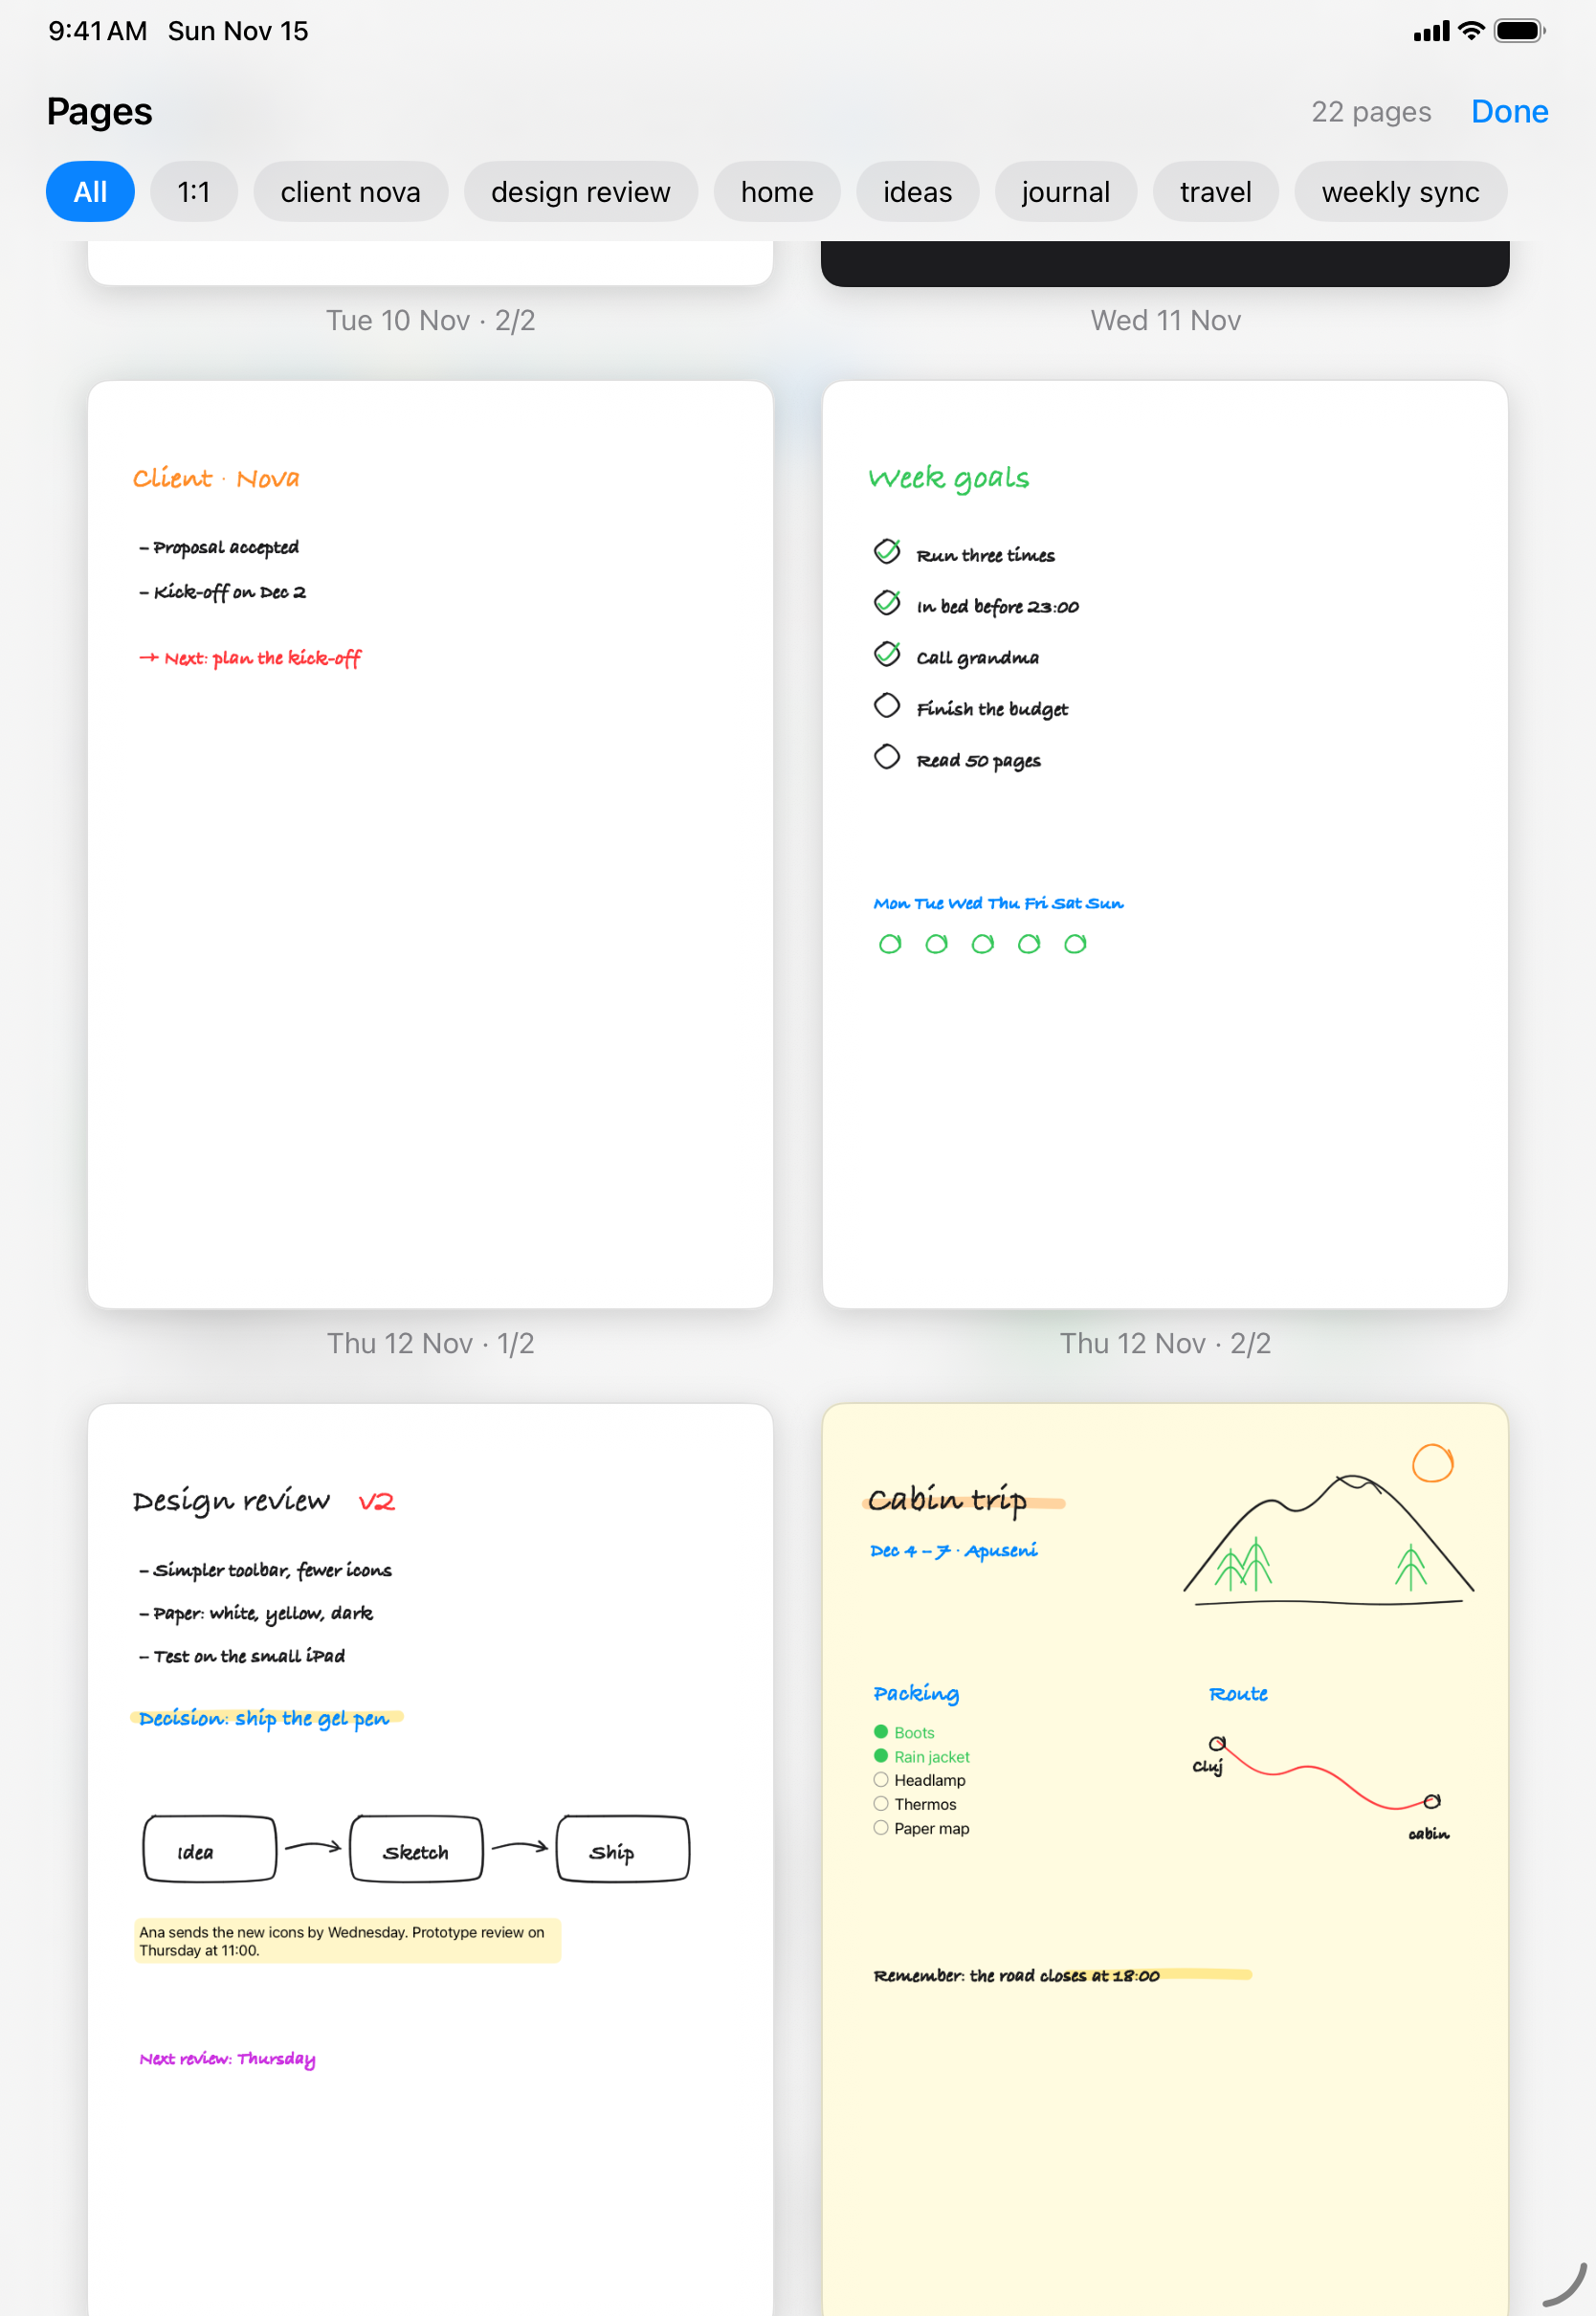 9:41 AM Sun Nov 15
Pages
22 pages Done
All 1:1 client nova design review home ideas journal travel weekly sync
Tue 10 Nov · 2/2
Wed 11 Nov
Client · Nova
– Proposal accepted
– Kick-off on Dec 2
→ Next: plan the kick-off
Thu 12 Nov · 1/2
Week goals
Run three times
In bed before 23:00
Call grandma
Finish the budget
Read 50 pages
Mon Tue Wed Thu Fri Sat Sun
Thu 12 Nov · 2/2
Design review v2
– Simpler toolbar, fewer icons
– Paper: white, yellow, dark
– Test on the small iPad
Decision: ship the gel pen
Idea → Sketch → Ship
Ana sends the new icons by Wednesday. Prototype review on
Thursday at 11:00.
Next review: Thursday
Cabin trip
Dec 4 – 7 · Apuseni
Packing
Boots
Rain jacket
Headlamp
Thermos
Paper map
Route
Cluj
cabin
Remember: the road closes at 18:00